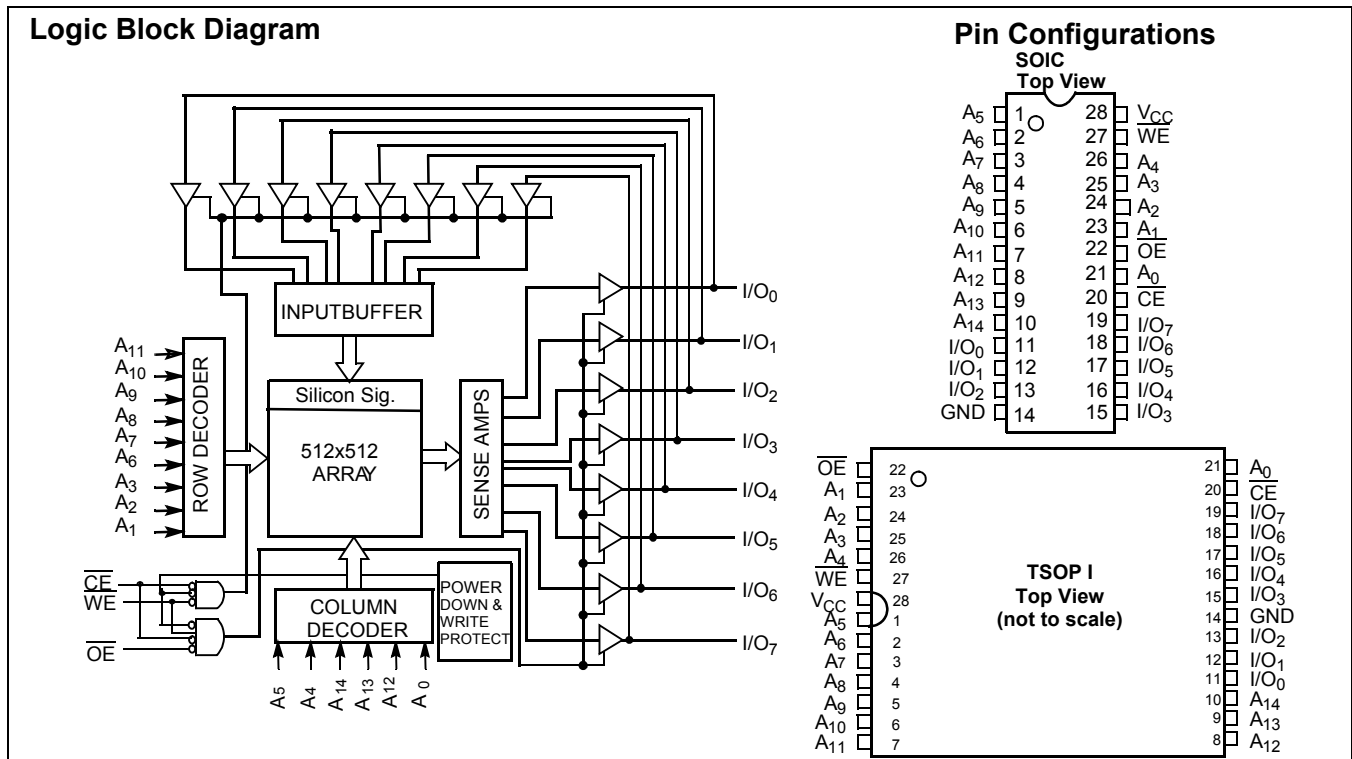 Logic Block Diagram
INPUTBUFFER
A11
A10
A9
A8
A7
A6
A3
A2
A1
ROW DECODER
Silicon Sig.
512x512
ARRAY
SENSE AMPS
I/O0
I/O1
I/O2
I/O3
I/O4
I/O5
I/O6
I/O7
CE
WE
OE
COLUMN
DECODER
POWER
DOWN &
WRITE
PROTECT
A5
A4
A14
A13
A12
A 0
Pin Configurations
SOIC
Top View
A5 1 28 VCC
A6 2 27 WE
A7 3 26 A4
A8 4 25 A3
A9 5 24 A2
A10 6 23 A1
A11 7 22 OE
A12 8 21 A0
A13 9 20 CE
A14 10 19 I/O7
I/O0 11 18 I/O6
I/O1 12 17 I/O5
I/O2 13 16 I/O4
GND 14 15 I/O3
OE 22 21 A0
A1 23 20 CE
A2 24 19 I/O7
A3 25 18 I/O6
A4 26 17 I/O5
WE 27 16 I/O4
VCC 28 15 I/O3
A5 1 14 GND
A6 2 13 I/O2
A7 3 12 I/O1
A8 4 11 I/O0
A9 5 10 A14
A10 6 9 A13
A11 7 8 A12
TSOP I
Top View
(not to scale)